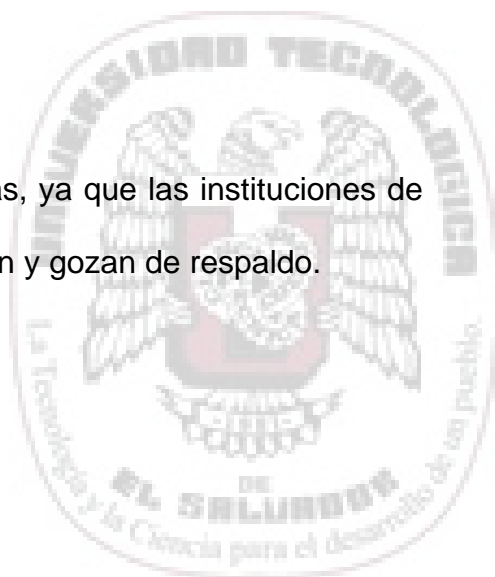 UNIVERSIDAD TECNOLOGICA
as, ya que las instituciones de
n y gozan de respaldo.
La Tecnología y la Ciencia para el desarrollo de un pueblo.
DE
EL SALVADOR